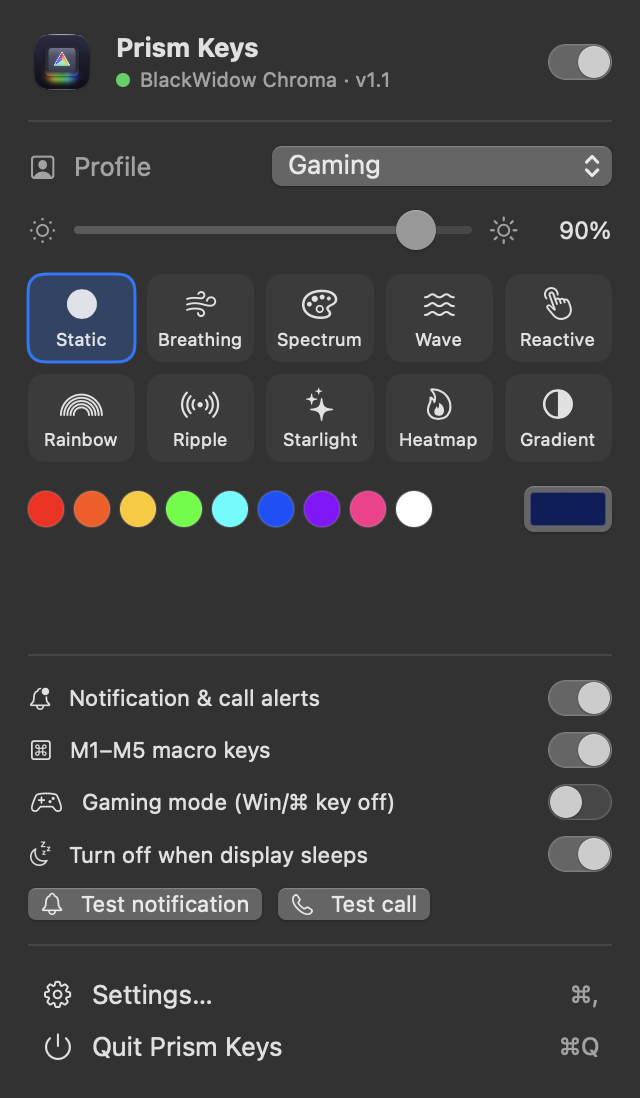 Prism Keys
BlackWidow Chroma · v1.1
Profile Gaming
90%
Static Breathing Spectrum Wave Reactive
Rainbow Ripple Starlight Heatmap Gradient
Notification & call alerts
M1–M5 macro keys
Gaming mode (Win/⌘ key off)
Turn off when display sleeps
Test notification Test call
Settings... ⌘,
Quit Prism Keys ⌘Q